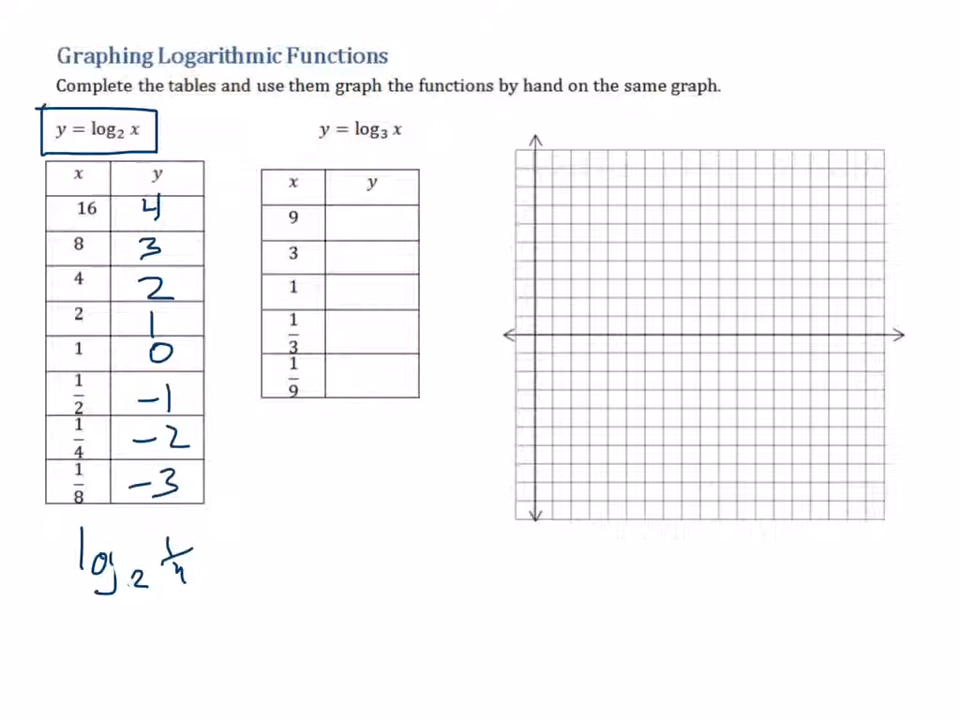 Graphing Logarithmic Functions
Complete the tables and use them graph the functions by hand on the same graph.
y = log₂ x
x y
16 4
8 3
4 2
2 1
1 0
1/2 −1
1/4 −2
1/8 −3
log₂ 1/4
y = log₃ x
x y
9
3
1
1/3
1/9